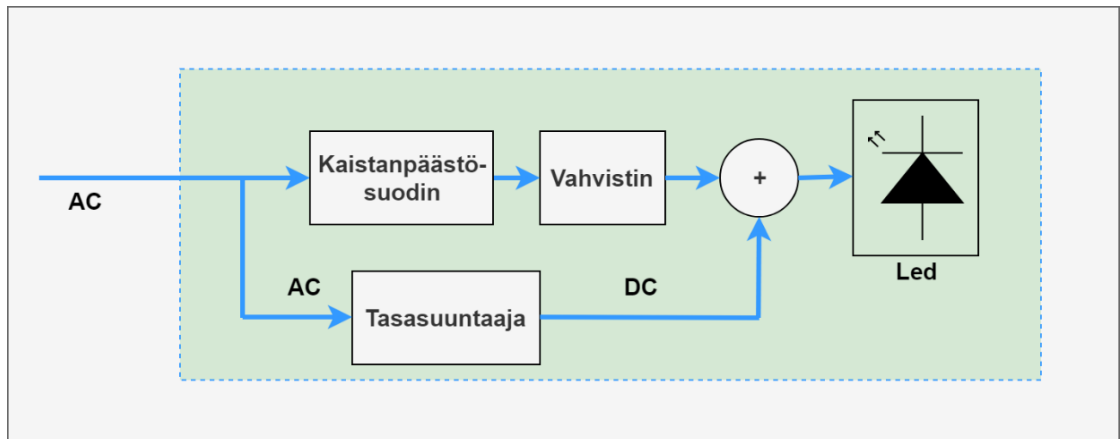 AC
Kaistanpäästö-
suodin
Vahvistin
+
Led
AC
Tasasuuntaaja
DC